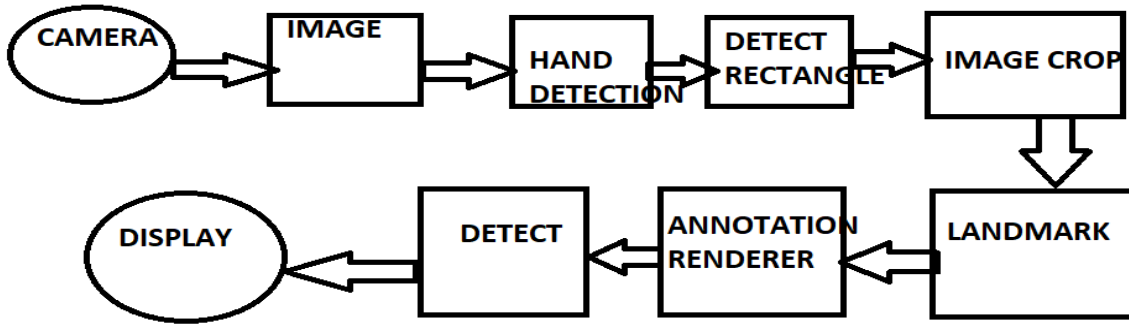 CAMERA
IMAGE
HAND
DETECTION
DETECT
RECTANGLE
IMAGE CROP
LANDMARK
ANNOTATION
RENDERER
DETECT
DISPLAY